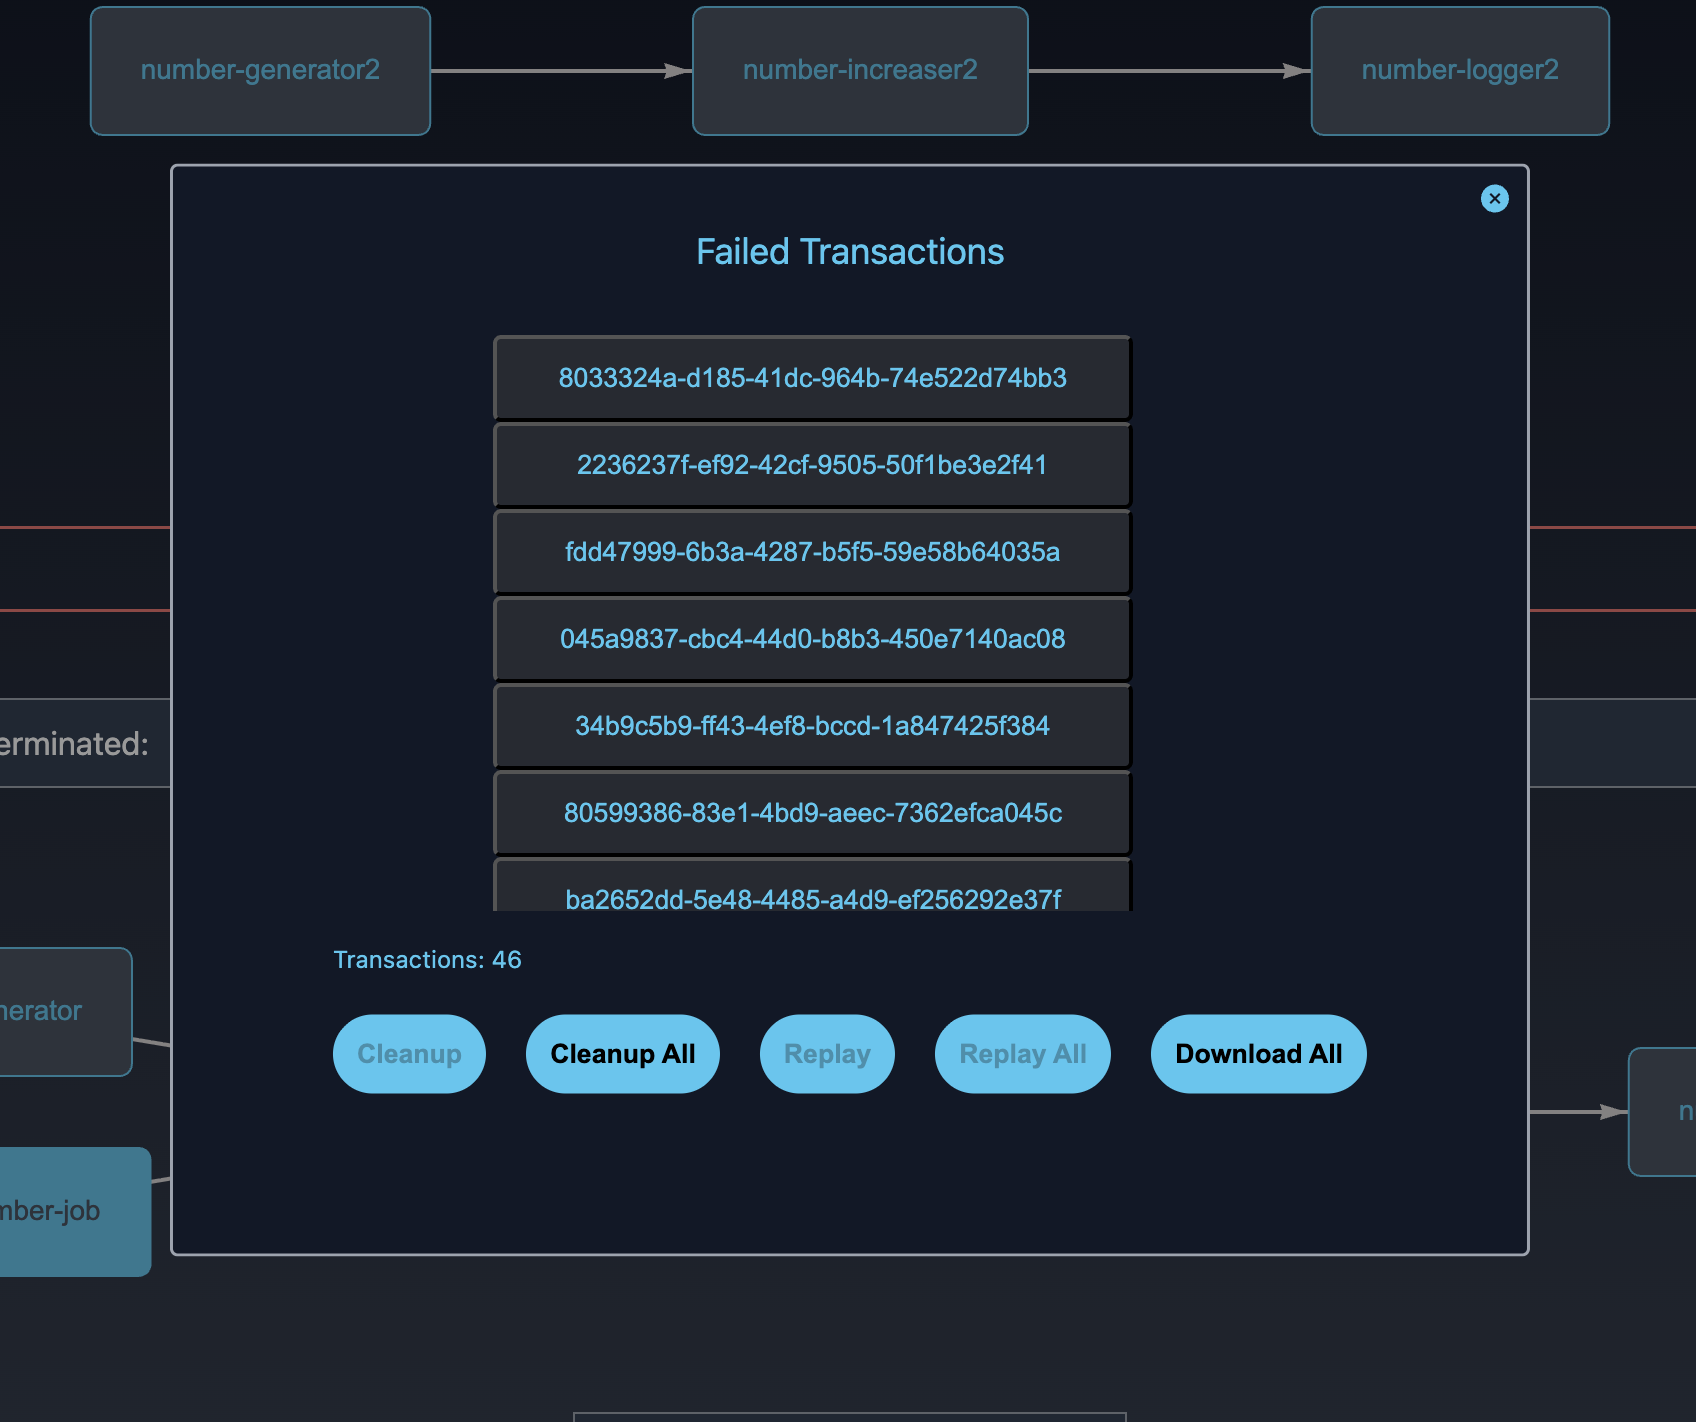 number-generator2
number-increaser2
number-logger2
Failed Transactions
8033324a-d185-41dc-964b-74e522d74bb3
2236237f-ef92-42cf-9505-50f1be3e2f41
fdd47999-6b3a-4287-b5f5-59e58b64035a
045a9837-cbc4-44d0-b8b3-450e7140ac08
34b9c5b9-ff43-4ef8-bccd-1a847425f384
erminated:
80599386-83e1-4bd9-aeec-7362efca045c
ba2652dd-5e48-4485-a4d9-ef256292e37f
Transactions: 46
nerator
Cleanup
Cleanup All
Replay
Replay All
Download All
n
mber-job